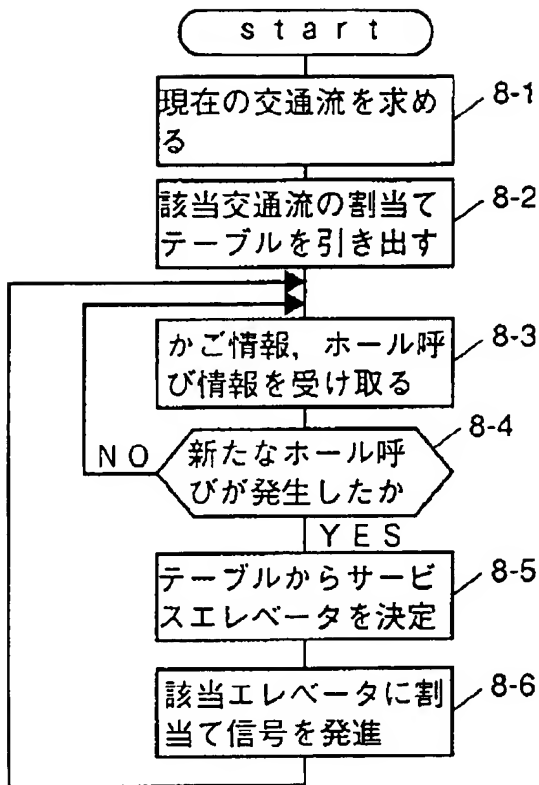 start
現在の交通流を求め
る
8-1
該当交通流の割当て
テーブルを引き出す
8-2
かご情報，ホール呼
び情報を受け取る
8-3
新たなホール呼
びが発生したか
8-4
NO
YES
テーブルからサービ
スエレベータを決定
8-5
該当エレベータに割
当て信号を発進
8-6